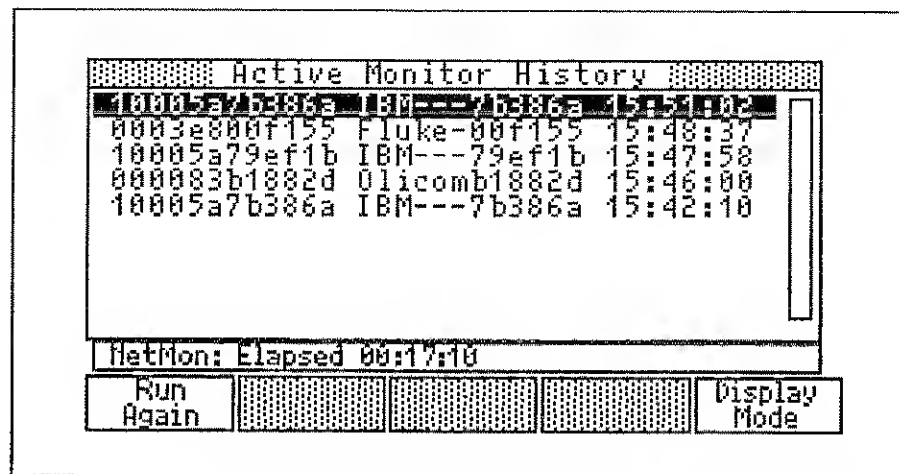 Active Monitor History
10005a7b386a IBM---7b386a 15:51:02
0003e800f155 Fluke-00f155 15:48:37
10005a79ef1b IBM---79ef1b 15:47:58
000083b1882d Olicomb1882d 15:46:00
10005a7b386a IBM---7b386a 15:42:10
NetMon: Elapsed 00:17:10
Run Again
Display Mode